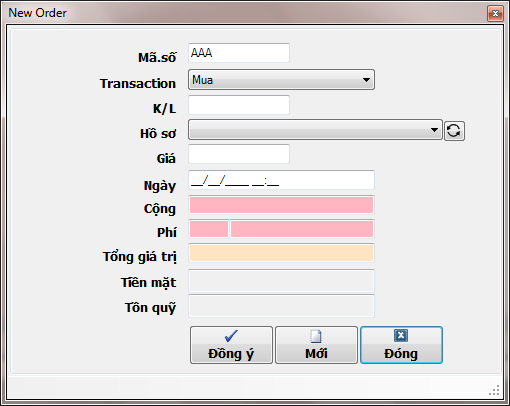 New Order
Mã.số AAA
Transaction Mua
K/L
Hồ sơ
Giá
Ngày __/__/____ __:__
Cộng
Phí
Tổng giá trị
Tiền mặt
Tồn quỹ
Đồng ý Mới Đóng